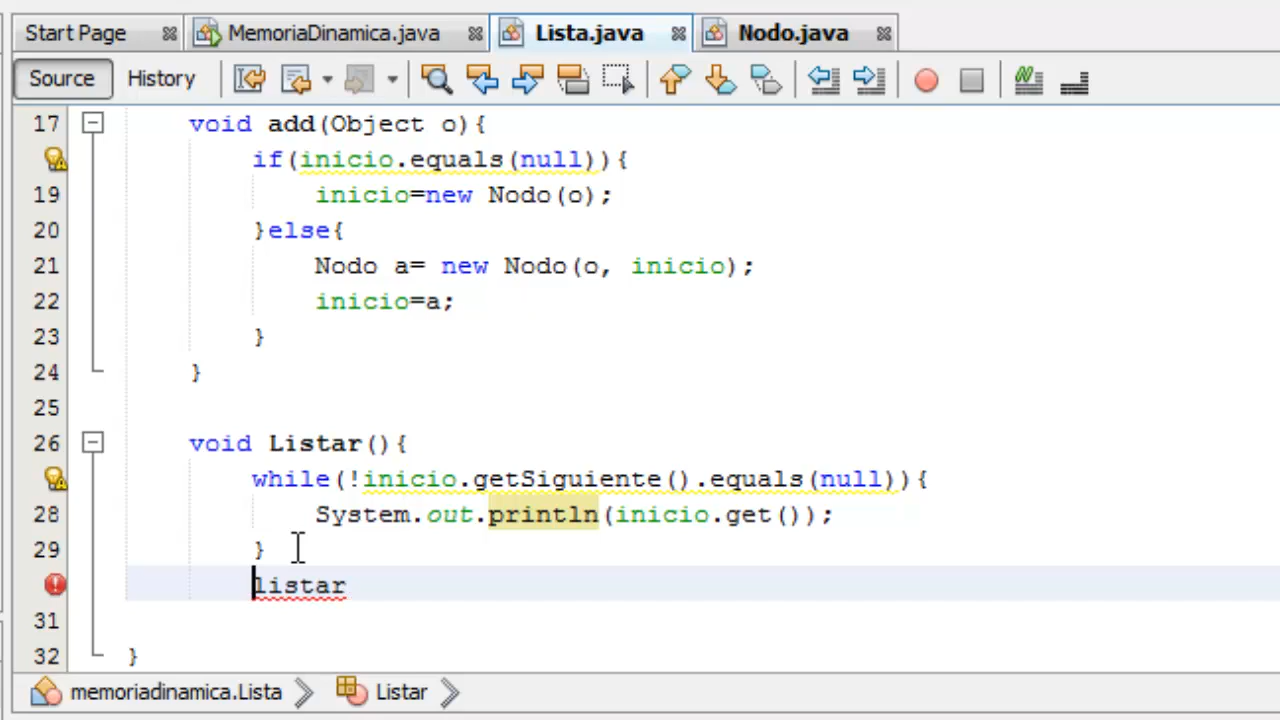 Start Page MemoriaDinamica.java Lista.java Nodo.java
Source History
17 void add(Object o){
if(inicio.equals(null)){
19 inicio=new Nodo(o);
20 }else{
21 Nodo a= new Nodo(o, inicio);
22 inicio=a;
23 }
24 }
25
26 void Listar(){
while(!inicio.getSiguiente().equals(null)){
28 System.out.println(inicio.get());
29 }
listar
31
32 }
memoriadinamica.Lista Listar